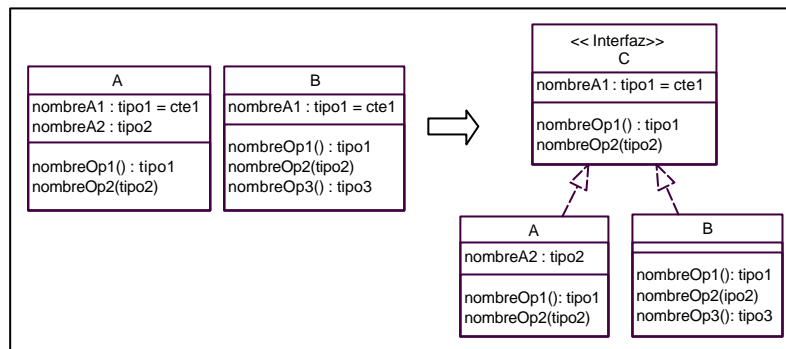 A
nombreA1 : tipo1 = cte1
nombreA2 : tipo2
nombreOp1() : tipo1
nombreOp2(tipo2)
B
nombreA1 : tipo1 = cte1
nombreOp1() : tipo1
nombreOp2(tipo2)
nombreOp3() : tipo3
<< Interfaz>>
C
nombreA1 : tipo1 = cte1
nombreOp1() : tipo1
nombreOp2(tipo2)
A
nombreA2 : tipo2
nombreOp1(): tipo1
nombreOp2(tipo2)
B
nombreOp1(): tipo1
nombreOp2(ipo2)
nombreOp3(): tipo3